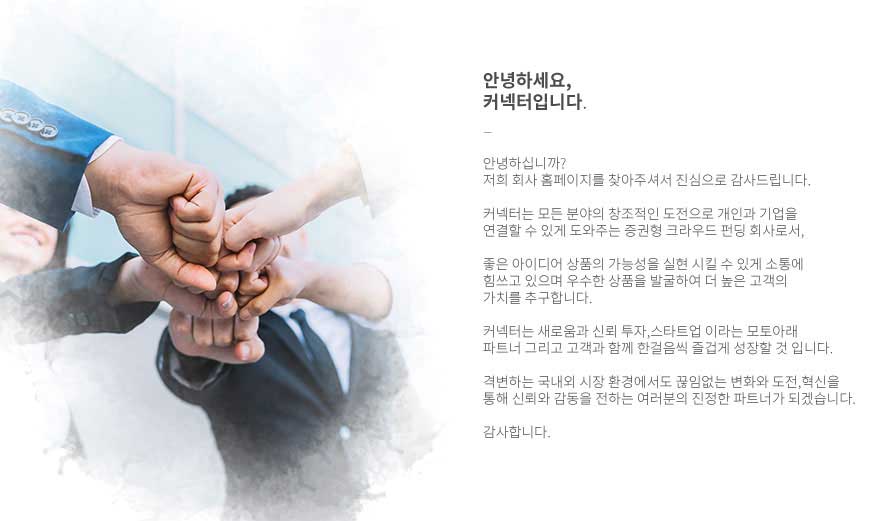 안녕하세요,
커넥터입니다.
안녕하십니까?
저희 회사 홈페이지를 찾아주셔서 진심으로 감사드립니다.
커넥터는 모든 분야의 창조적인 도전으로 개인과 기업을
연결할 수 있게 도와주는 증권형 크라우드 펀딩 회사로서,
좋은 아이디어 상품의 가능성을 실현 시킬 수 있게 소통에
힘쓰고 있으며 우수한 상품을 발굴하여 더 높은 고객의
가치를 추구합니다.
커넥터는 새로움과 신뢰 투자,스타트업 이라는 모토아래
파트너 그리고 고객과 함께 한걸음씩 즐겁게 성장할 것 입니다.
격변하는 국내외 시장 환경에서도 끊임없는 변화와 도전,혁신을
통해 신뢰와 감동을 전하는 여러분의 진정한 파트너가 되겠습니다.
감사합니다.